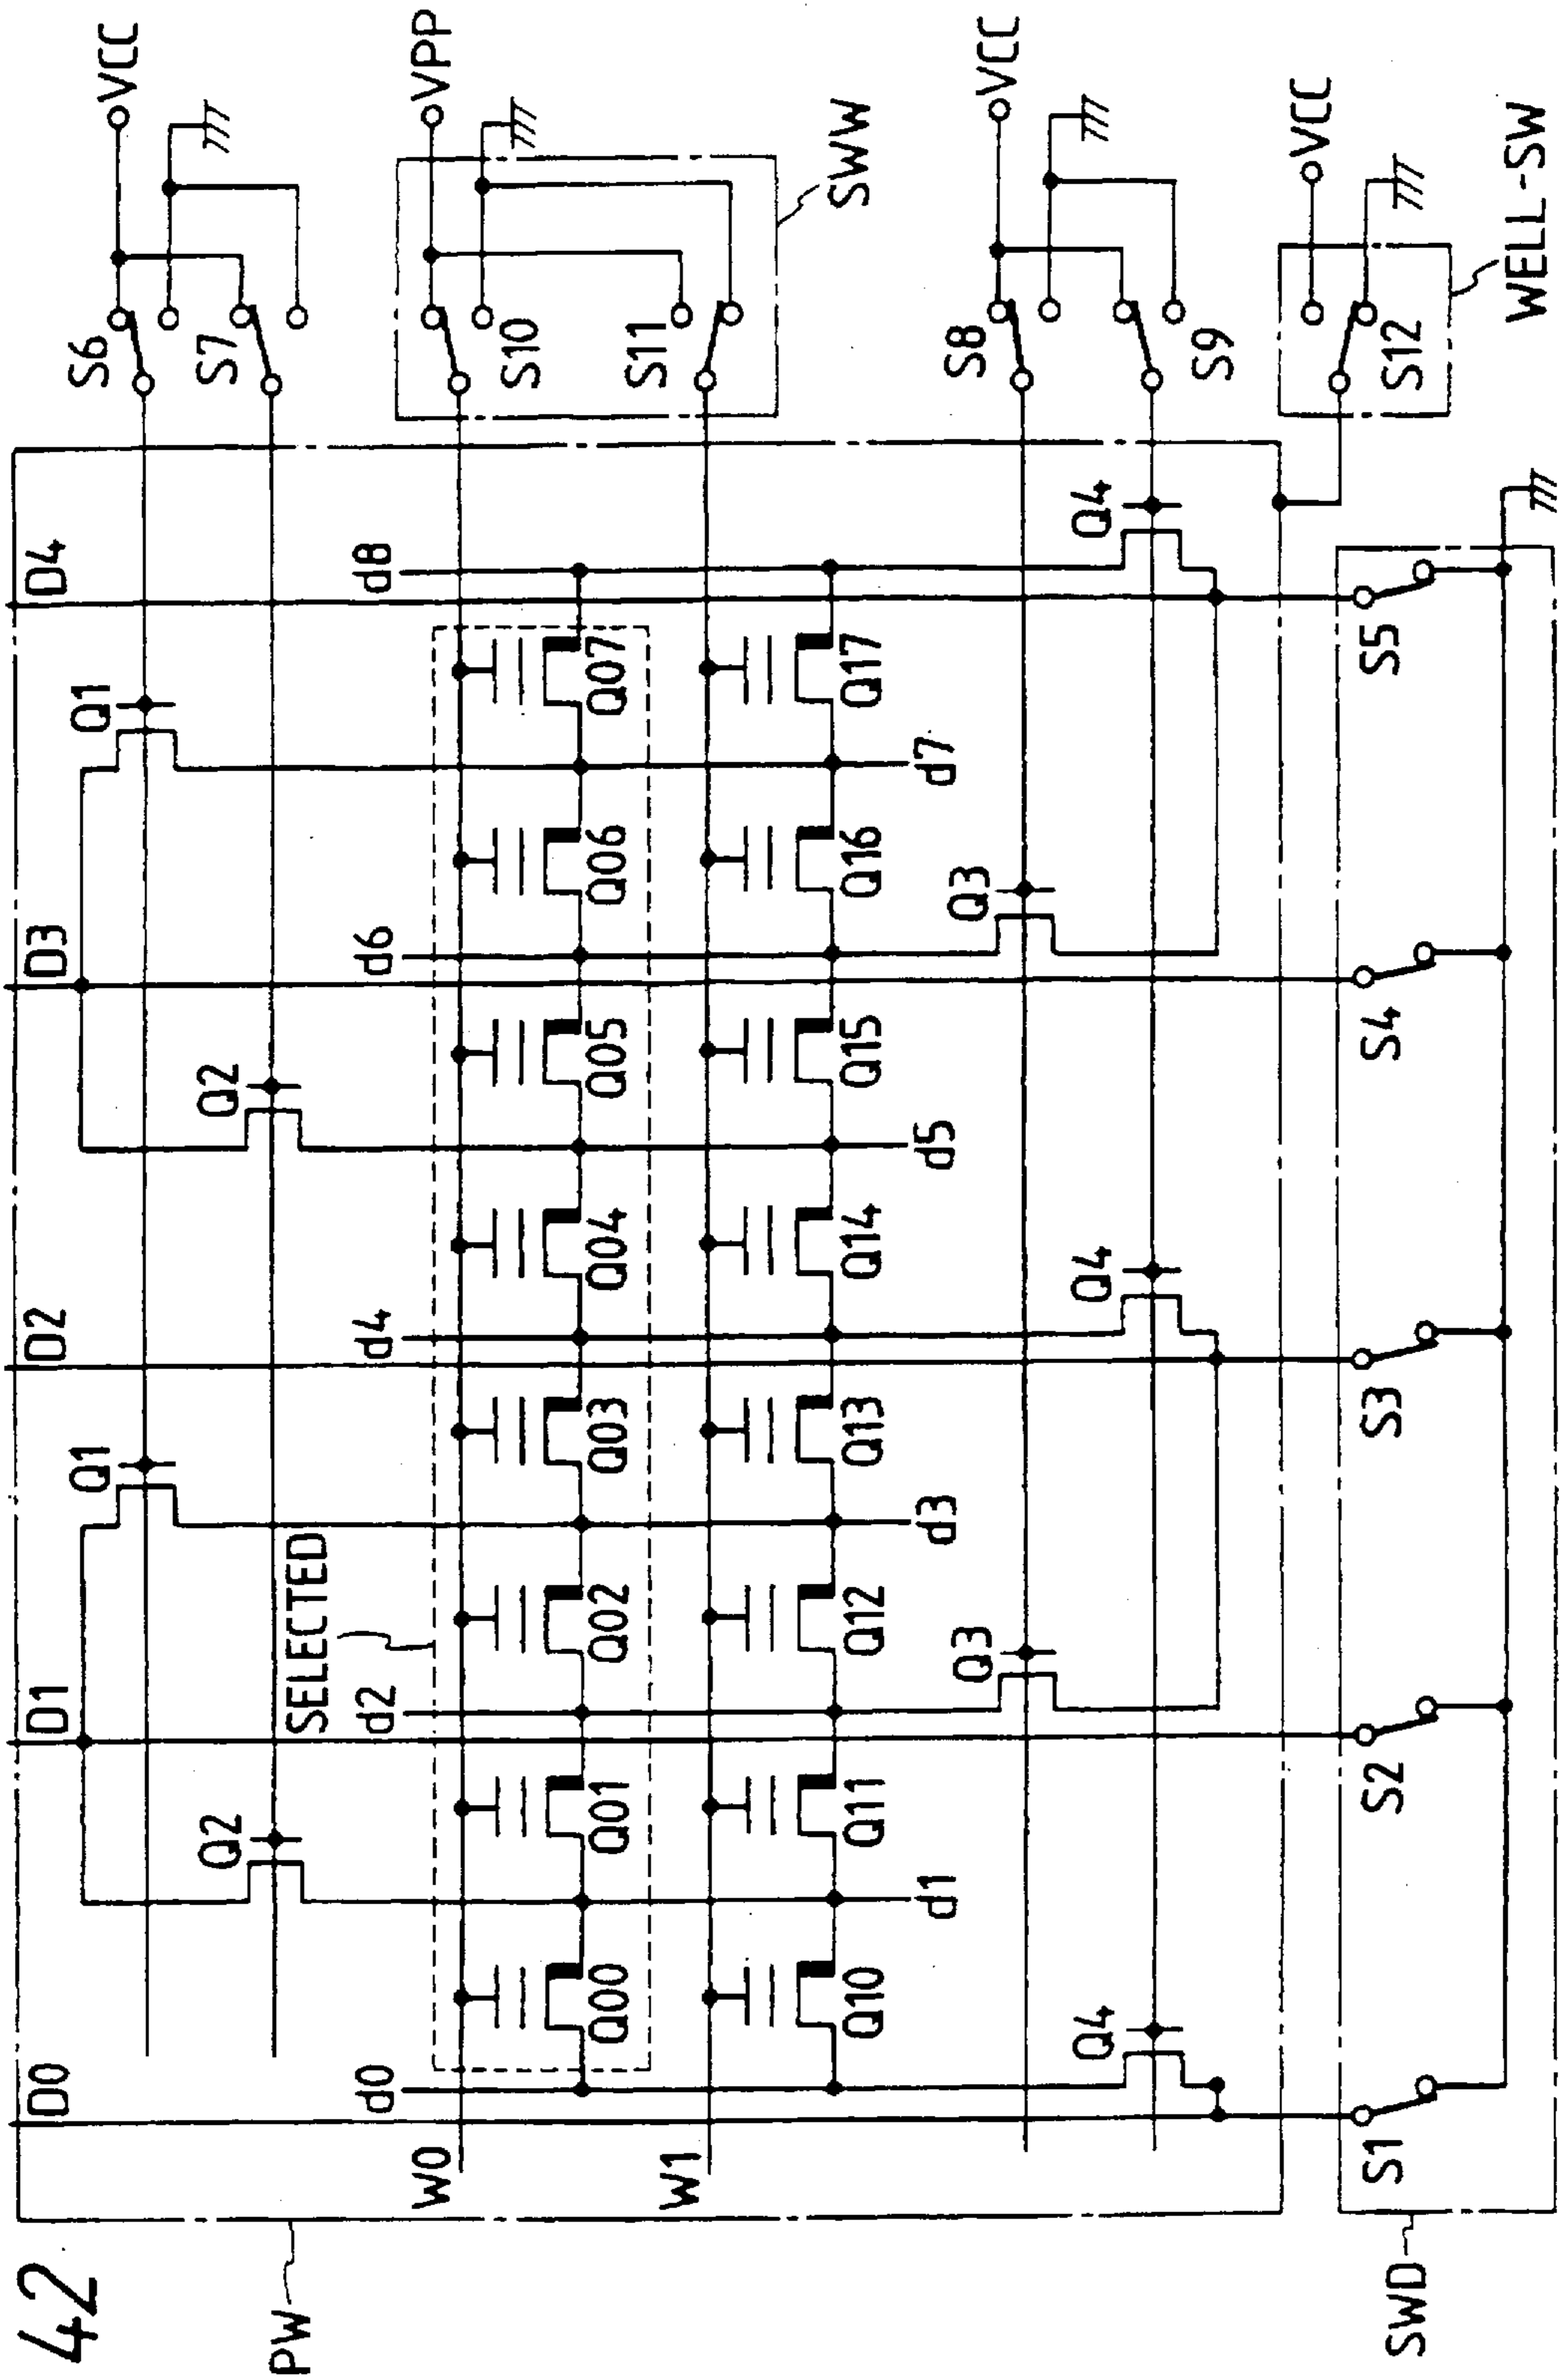 42
PW
D0
D1
D2
D3
D4
Q1
Q1
S6
VCC
Q2
Q2
S7
SELECTED
d0
d2
d4
d6
d8
W0
VPP
S10
Q00
Q01
Q02
Q03
Q04
Q05
Q06
Q07
W1
S11
SWW
Q10
Q11
Q12
Q13
Q14
Q15
Q16
Q17
d1
d3
d5
d7
Q3
Q3
S8
VCC
Q4
Q4
Q4
S9
VCC
S12
WELL-SW
S1
S2
S3
S4
S5
SWD